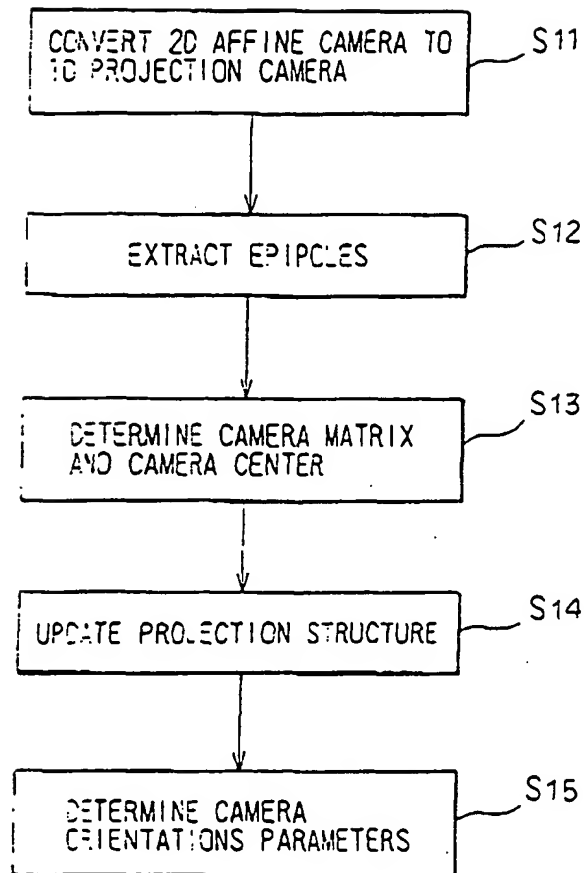 CONVERT 2D AFFINE CAMERA TO
1D PROJECTION CAMERA
S11
EXTRACT EPIPOLES
S12
DETERMINE CAMERA MATRIX
AND CAMERA CENTER
S13
UPDATE PROJECTION STRUCTURE
S14
DETERMINE CAMERA
ORIENTATIONS PARAMETERS
S15